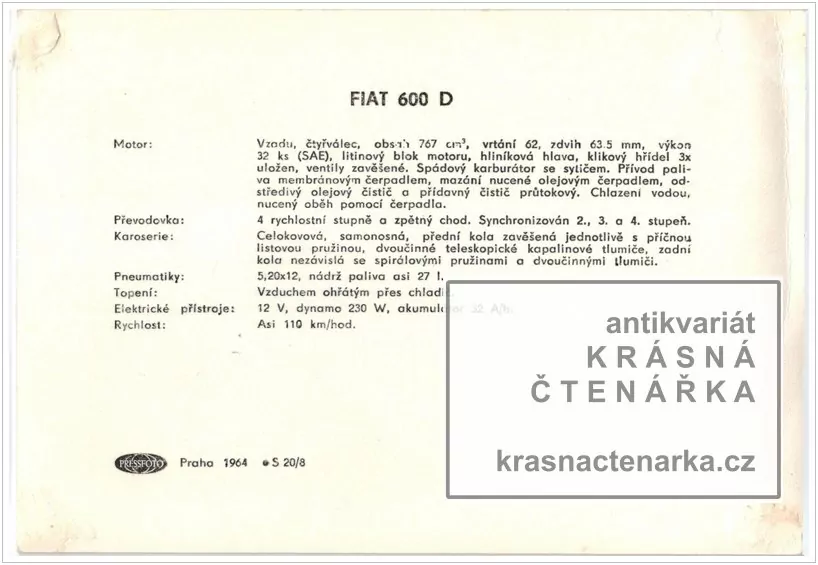 FIAT 600 D
Motor: Vzadu, čtyřválec, obsah 767 cm³, vrtání 62, zdvih 63.5 mm, výkon
32 ks (SAE), litinový blok motoru, hliníková hlava, klikový hřídel 3x
uložen, ventily zavěšené. Spádový karburátor se sytičem. Přívod pali-
va membránovým čerpadlem, mazání nucené olejovým čerpadlem, od-
středivý olejový čistič a přídavný čistič průtokový. Chlazení vodou,
nucený oběh pomocí čerpadla.
Převodovka: 4 rychlostní stupně a zpětný chod. Synchronizován 2., 3. a 4. stupeň.
Karoserie: Celokovová, samonosná, přední kola zavěšená jednotlivě s příčnou
listovou pružinou, dvoučinné teleskopické kapalinové tlumiče, zadní
kola nezávislá se spirálovými pružinami a dvoučinnými tlumiči.
Pneumatiky: 5,20x12, nádrž paliva asi 27 l.
Topení: Vzduchem ohřátým přes chladič.
Elektrické přístroje: 12 V, dynamo 230 W, akumulátor 32 A/h.
Rychlost: Asi 110 km/hod.
antikvariát
KRÁSNÁ
ČTENÁŘKA
krasnactenarka.cz
PRESSFOTO Praha 1964 ● S 20/8